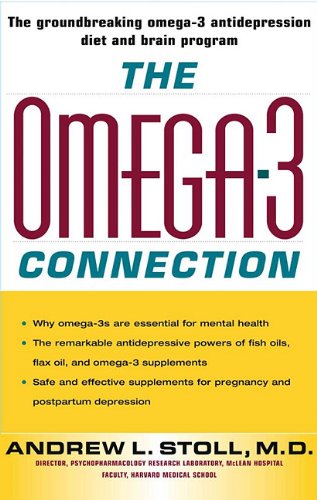 The groundbreaking omega-3 antidepression
diet and brain program
THE
OMEGA-3
CONNECTION
• Why omega-3s are essential for mental health
• The remarkable antidepressive powers of fish oils,
flax oil, and omega-3 supplements
• Safe and effective supplements for pregnancy and
postpartum depression
ANDREW L. STOLL, M.D.
DIRECTOR, PSYCHOPHARMACOLOGY RESEARCH LABORATORY, McLEAN HOSPITAL
FACULTY, HARVARD MEDICAL SCHOOL